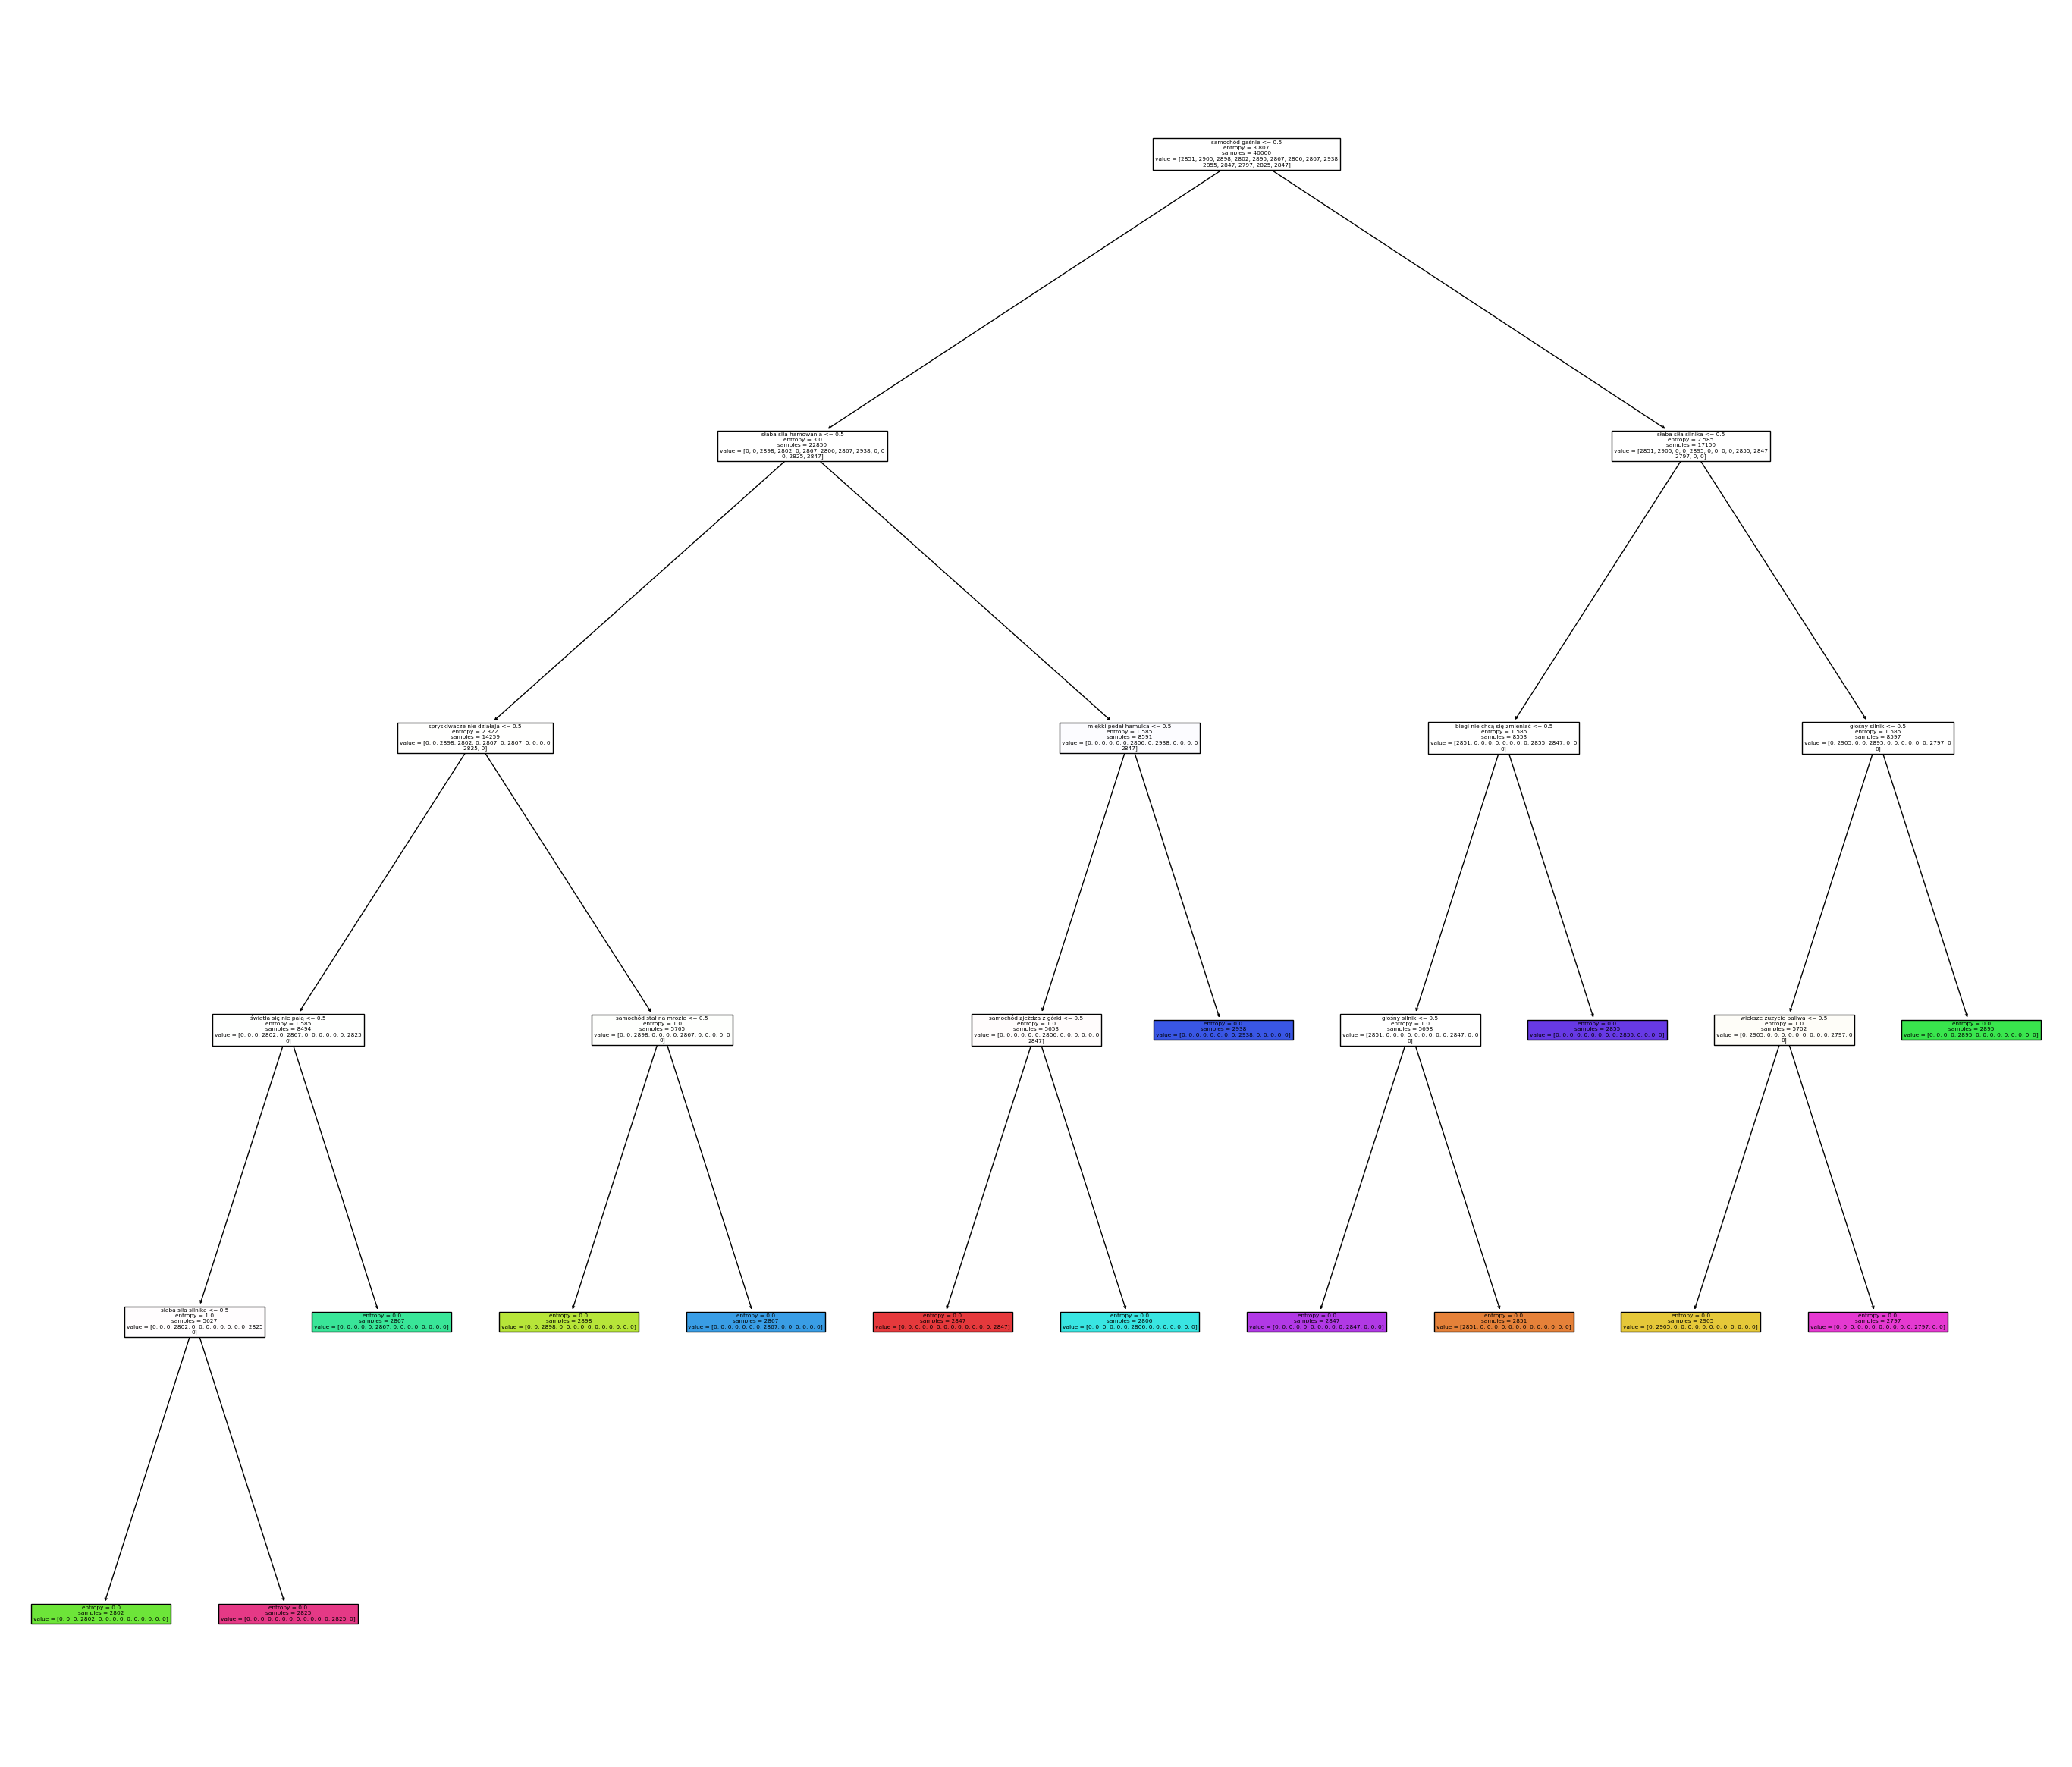 samochód gaśnie <= 0.5
entropy = 3.807
samples = 40000
value = [2851, 2905, 2898, 2802, 2895, 2867, 2806, 2867, 2938
2855, 2847, 2797, 2825, 2847]
słaba siła hamowania <= 0.5
entropy = 3.0
samples = 22850
value = [0, 0, 2898, 2802, 0, 2867, 2806, 2867, 2938, 0, 0
0, 2825, 2847]
słaba siła silnika <= 0.5
entropy = 2.585
samples = 17150
value = [2851, 2905, 0, 0, 2895, 0, 0, 0, 0, 2855, 2847
2797, 0, 0]
spryskiwacze nie działaja <= 0.5
entropy = 2.322
samples = 14259
value = [0, 0, 2898, 2802, 0, 2867, 0, 2867, 0, 0, 0, 0
2825, 0]
miękki pedał hamulca <= 0.5
entropy = 1.585
samples = 8591
value = [0, 0, 0, 0, 0, 0, 2806, 0, 2938, 0, 0, 0, 0
2847]
biegi nie chcą się zmieniać <= 0.5
entropy = 1.585
samples = 8553
value = [2851, 0, 0, 0, 0, 0, 0, 0, 0, 2855, 2847, 0, 0
0]
głośny silnik <= 0.5
entropy = 1.585
samples = 8597
value = [0, 2905, 0, 0, 2895, 0, 0, 0, 0, 0, 0, 2797, 0
0]
światła się nie palą <= 0.5
entropy = 1.585
samples = 8494
value = [0, 0, 0, 2802, 0, 2867, 0, 0, 0, 0, 0, 0, 2825
0]
samochód stał na mrozie <= 0.5
entropy = 1.0
samples = 5765
value = [0, 0, 2898, 0, 0, 0, 0, 2867, 0, 0, 0, 0, 0
0]
samochód zjeżdza z górki <= 0.5
entropy = 1.0
samples = 5653
value = [0, 0, 0, 0, 0, 0, 2806, 0, 0, 0, 0, 0, 0
2847]
entropy = 0.0
samples = 2938
value = [0, 0, 0, 0, 0, 0, 0, 0, 2938, 0, 0, 0, 0, 0]
głośny silnik <= 0.5
entropy = 1.0
samples = 5698
value = [2851, 0, 0, 0, 0, 0, 0, 0, 0, 0, 2847, 0, 0
0]
entropy = 0.0
samples = 2855
value = [0, 0, 0, 0, 0, 0, 0, 0, 0, 2855, 0, 0, 0, 0]
wieksze zuzycie paliwa <= 0.5
entropy = 1.0
samples = 5702
value = [0, 2905, 0, 0, 0, 0, 0, 0, 0, 0, 0, 2797, 0
0]
entropy = 0.0
samples = 2895
value = [0, 0, 0, 0, 2895, 0, 0, 0, 0, 0, 0, 0, 0, 0]
słaba siła silnika <= 0.5
entropy = 1.0
samples = 5627
value = [0, 0, 0, 2802, 0, 0, 0, 0, 0, 0, 0, 0, 2825
0]
entropy = 0.0
samples = 2867
value = [0, 0, 0, 0, 0, 2867, 0, 0, 0, 0, 0, 0, 0, 0]
entropy = 0.0
samples = 2898
value = [0, 0, 2898, 0, 0, 0, 0, 0, 0, 0, 0, 0, 0, 0]
entropy = 0.0
samples = 2867
value = [0, 0, 0, 0, 0, 0, 0, 2867, 0, 0, 0, 0, 0, 0]
entropy = 0.0
samples = 2847
value = [0, 0, 0, 0, 0, 0, 0, 0, 0, 0, 0, 0, 0, 2847]
entropy = 0.0
samples = 2806
value = [0, 0, 0, 0, 0, 0, 2806, 0, 0, 0, 0, 0, 0, 0]
entropy = 0.0
samples = 2847
value = [0, 0, 0, 0, 0, 0, 0, 0, 0, 0, 2847, 0, 0, 0]
entropy = 0.0
samples = 2851
value = [2851, 0, 0, 0, 0, 0, 0, 0, 0, 0, 0, 0, 0, 0]
entropy = 0.0
samples = 2905
value = [0, 2905, 0, 0, 0, 0, 0, 0, 0, 0, 0, 0, 0, 0]
entropy = 0.0
samples = 2797
value = [0, 0, 0, 0, 0, 0, 0, 0, 0, 0, 0, 2797, 0, 0]
entropy = 0.0
samples = 2802
value = [0, 0, 0, 2802, 0, 0, 0, 0, 0, 0, 0, 0, 0, 0]
entropy = 0.0
samples = 2825
value = [0, 0, 0, 0, 0, 0, 0, 0, 0, 0, 0, 0, 2825, 0]